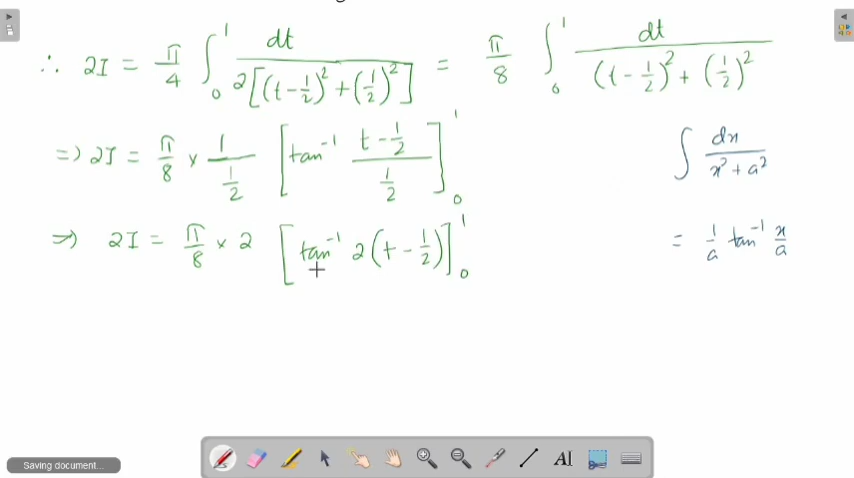 ∴ 2I = π/4 ∫₀¹ dt / 2[(t-1/2)² + (1/2)²] = π/8 ∫₀¹ dt / (t-1/2)² + (1/2)²
=> 2I = π/8 × 1/(1/2) [tan⁻¹ (t-1/2)/(1/2)]₀¹
∫ dx / x² + a²
=> 2I = π/8 × 2 [tan⁻¹ 2(t - 1/2)]₀¹
= 1/a tan⁻¹ x/a
AI
Saving document...